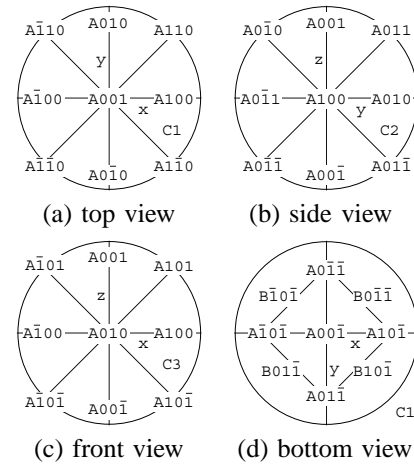 A1̄10 A010 A110
y
A1̄00 A001 A100
x
C1
A1̄1̄0 A01̄0 A11̄0
(a) top view
A01̄0 A001 A011
z
A01̄1 A100 A010
y
C2
A01̄1̄ A001̄ A011̄
(b) side view
A1̄01 A001 A101
z
A1̄00 A010 A100
x
C3
A1̄01̄ A001̄ A101̄
(c) front view
A01̄1̄
B1̄01̄ B01̄1̄
A1̄01̄ A001̄ A101̄
x
B011̄ y B101̄
A011̄
C1
(d) bottom view